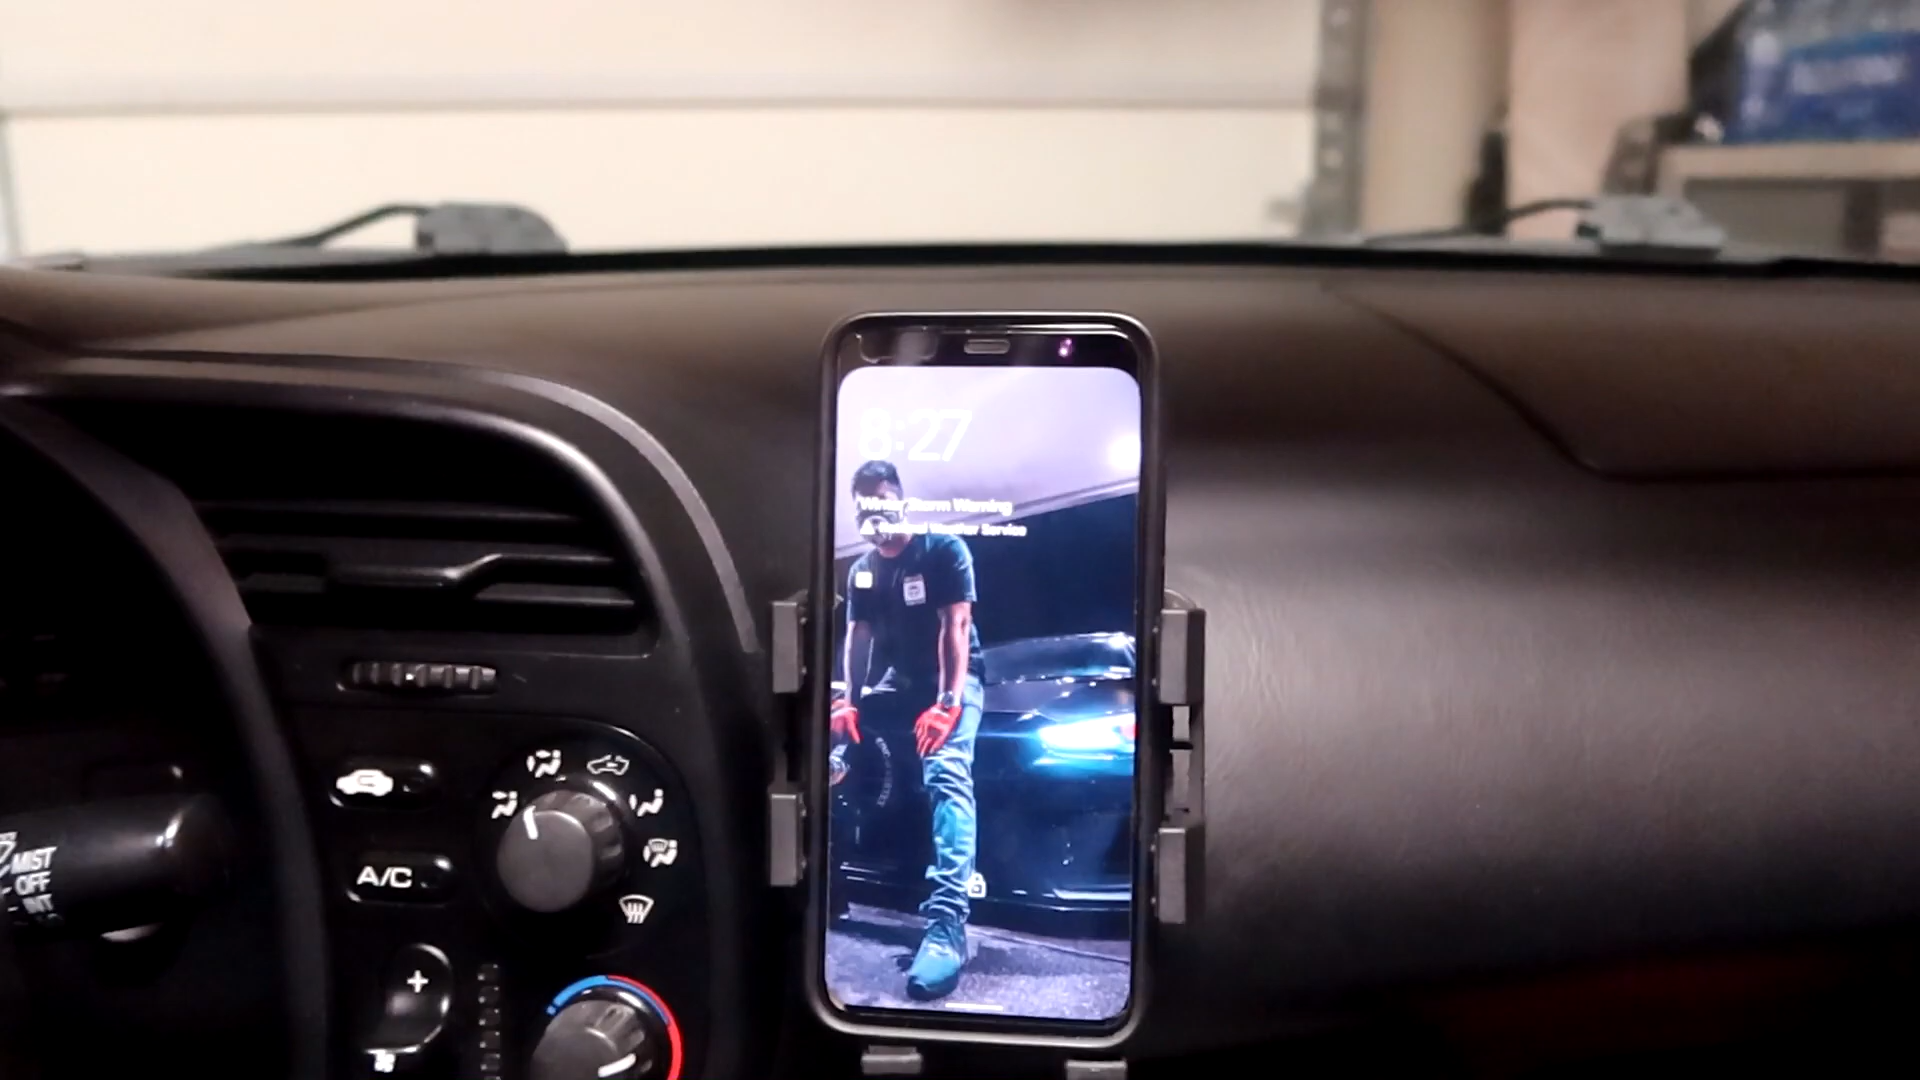 8:27
Winter Storm Warning
National Weather Service
MIST
OFF
INT
A/C
+